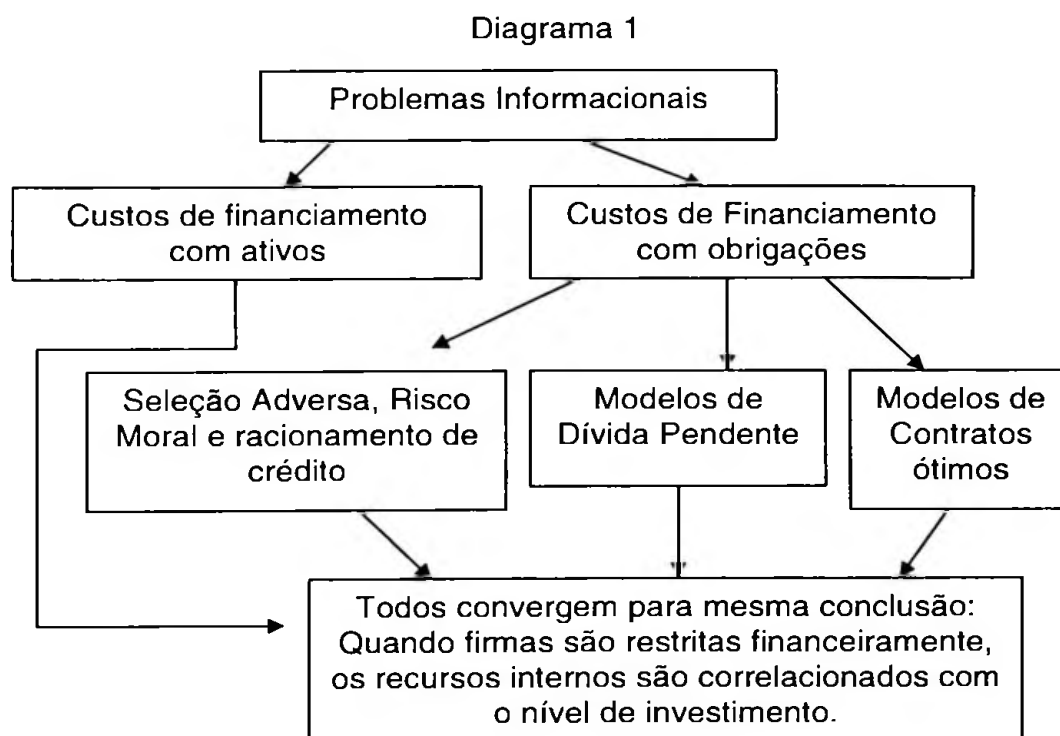 Diagrama 1
Problemas Informacionais
Custos de financiamento
com ativos
Custos de Financiamento
com obrigações
Seleção Adversa, Risco
Moral e racionamento de
crédito
Modelos de
Dívida Pendente
Modelos de
Contratos
ótimos
Todos convergem para mesma conclusão:
Quando firmas são restritas financeiramente,
os recursos internos são correlacionados com
o nível de investimento.